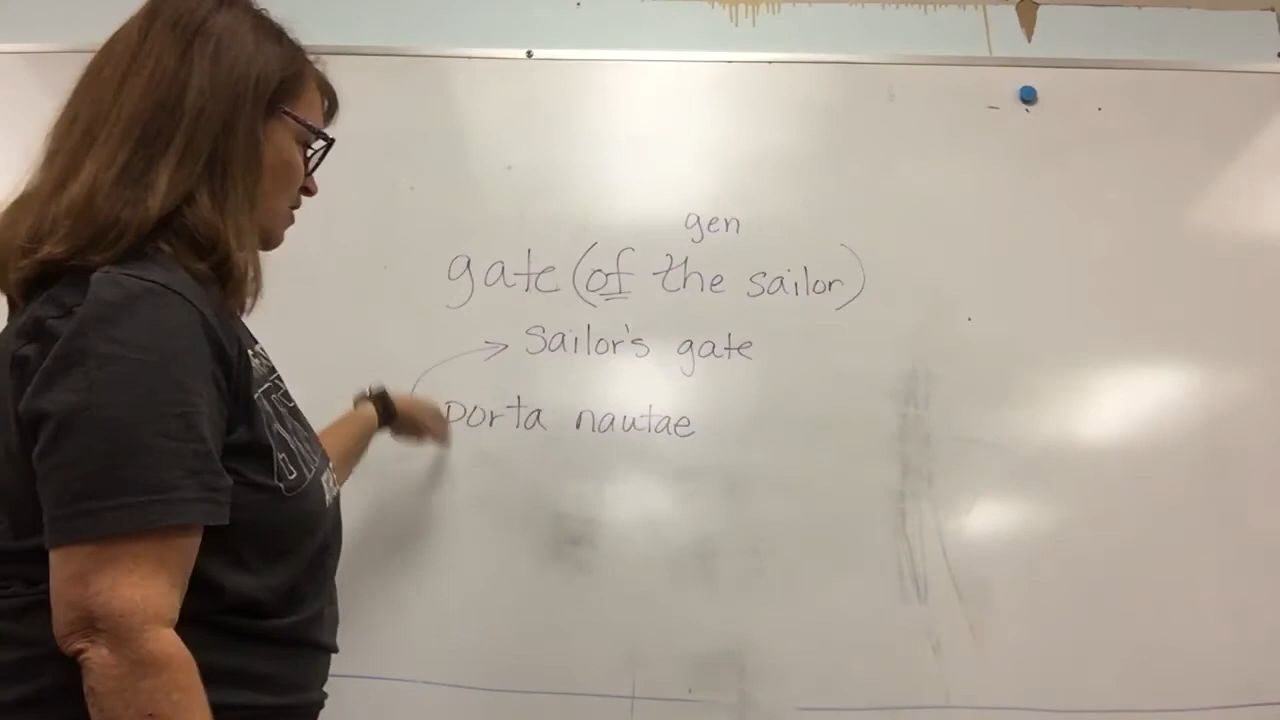 gen
gate (of the sailor)
Sailor's gate
porta nautae